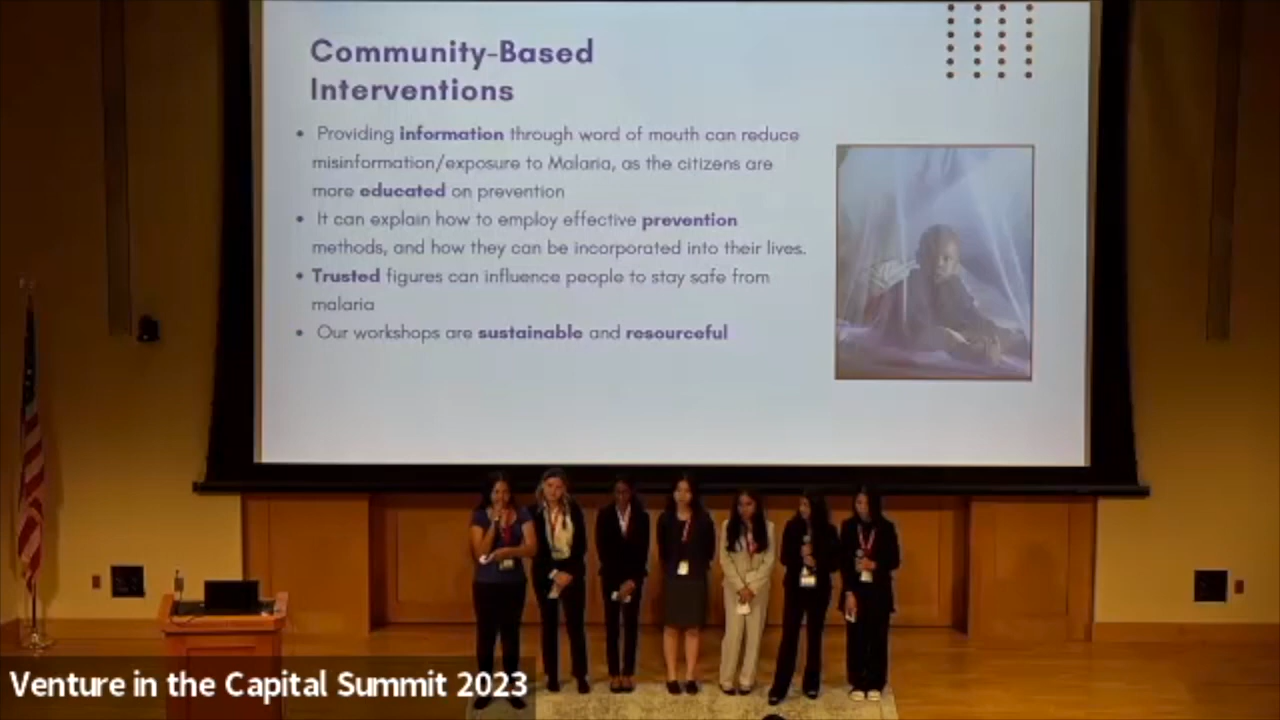 Community-Based
Interventions
• Providing information through word of mouth can reduce
misinformation/exposure to Malaria, as the citizens are
more educated on prevention
• It can explain how to employ effective prevention
methods, and how they can be incorporated into their lives.
• Trusted figures can influence people to stay safe from
malaria
• Our workshops are sustainable and resourceful
Venture in the Capital Summit 2023